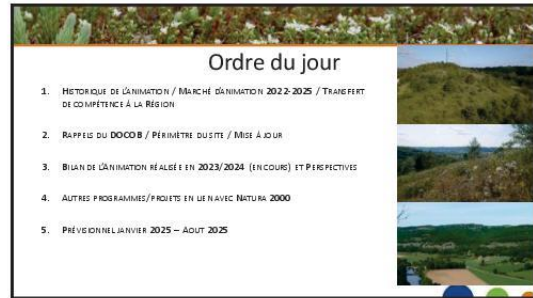 Ordre du jour
1. Historique de l'animation / Marché d'animation 2022-2025 / Transfert
de compétence à la Région
2. Rappels du DOCOB / Périmètre du site / Mise à jour
3. Bilan de l'animation réalisée en 2023/2024 (en cours) et Perspectives
4. Autres programmes/projets en lien avec Natura 2000
5. Prévisionnel janvier 2025 – Aout 2025